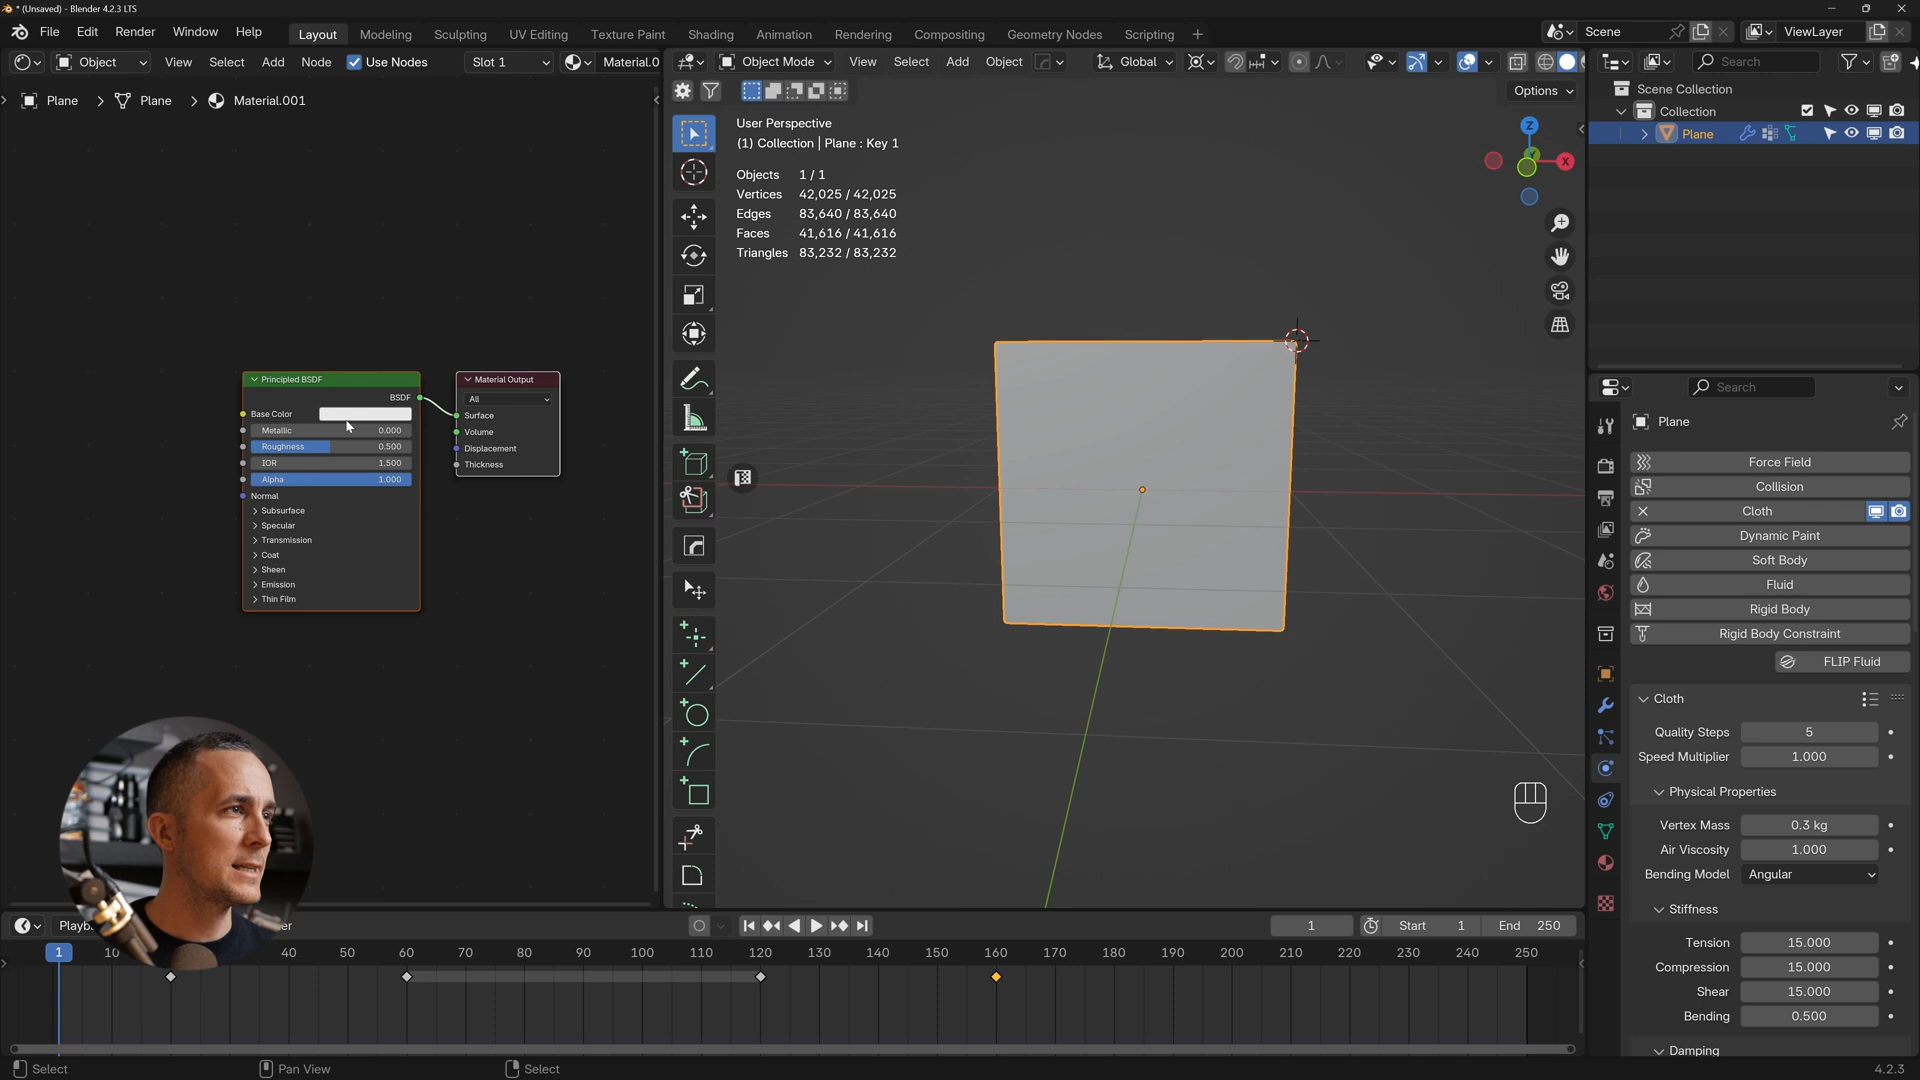 * (Unsaved) - Blender 4.2.3 LTS
File Edit Render Window Help
Layout Modeling Sculpting UV Editing Texture Paint Shading Animation Rendering Compositing Geometry Nodes Scripting +
Scene
ViewLayer
Object View Select Add Node Use Nodes Slot 1 Material.0
Object Mode View Select Add Object Global
Search
Options
Plane > Plane > Material.001
Scene Collection
Collection
Plane
User Perspective
(1) Collection | Plane : Key 1
Objects 1 / 1
Vertices 42,025 / 42,025
Edges 83,640 / 83,640
Faces 41,616 / 41,616
Triangles 83,232 / 83,232
Z
Y
X
Principled BSDF
BSDF
Base Color
Metallic 0.000
Roughness 0.500
IOR 1.500
Alpha 1.000
Normal
Subsurface
Specular
Transmission
Coat
Sheen
Emission
Thin Film
Material Output
All
Surface
Volume
Displacement
Thickness
Search
Plane
Force Field
Collision
Cloth
Dynamic Paint
Soft Body
Fluid
Rigid Body
Rigid Body Constraint
FLIP Fluid
Cloth
Quality Steps 5
Speed Multiplier 1.000
Physical Properties
Vertex Mass 0.3 kg
Air Viscosity 1.000
Bending Model Angular
Stiffness
Tension 15.000
Compression 15.000
Shear 15.000
Bending 0.500
Damping
Playb
er
1 Start 1 End 250
1 10 40 50 60 70 80 90 100 110 120 130 140 150 160 170 180 190 200 210 220 230 240 250
Select Pan View Select 4.2.3